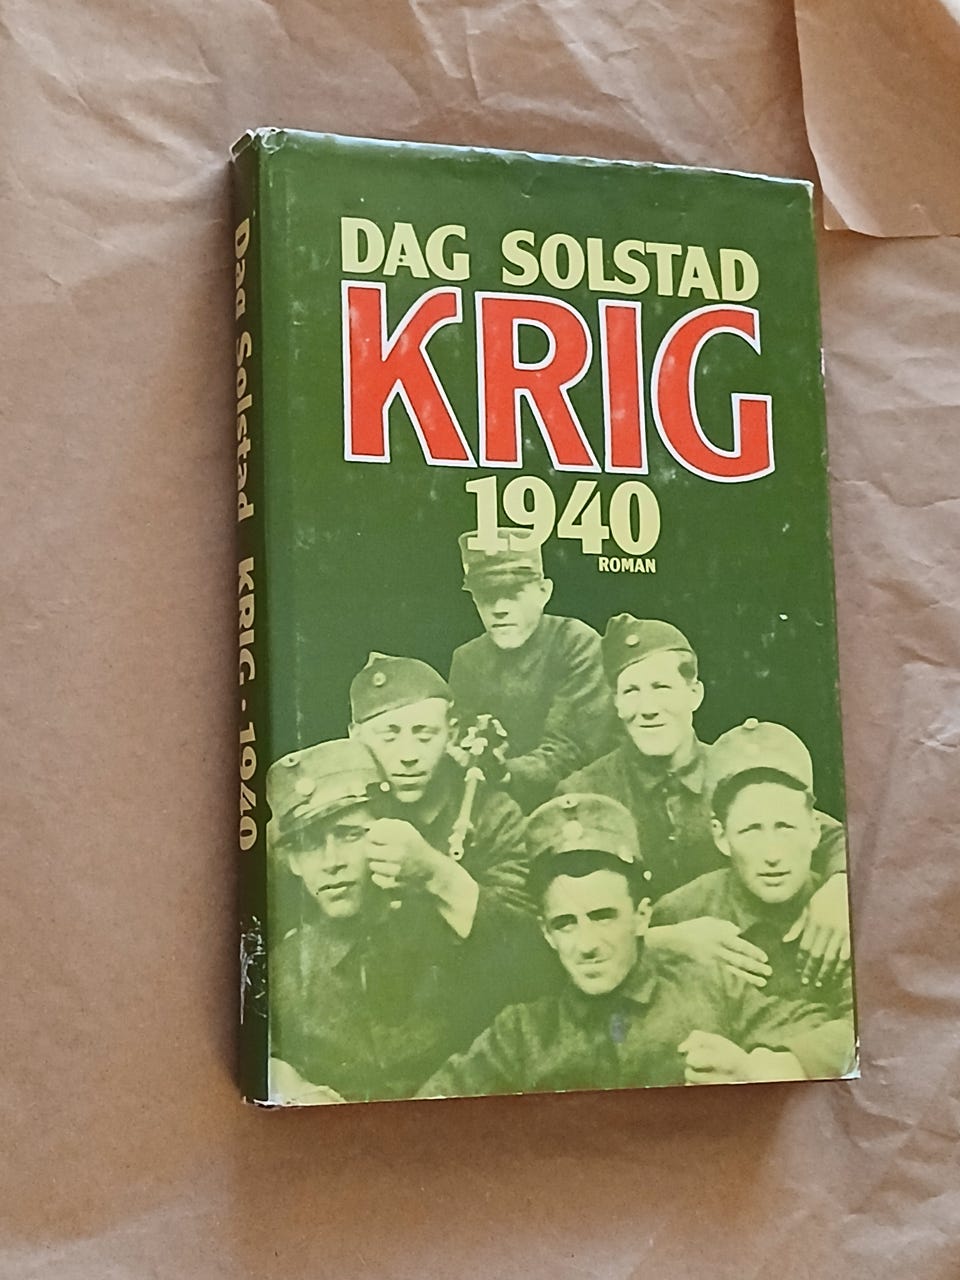 DAG SOLSTAD
KRIG
1940
ROMAN
Dag Solstad KRIG · 1940